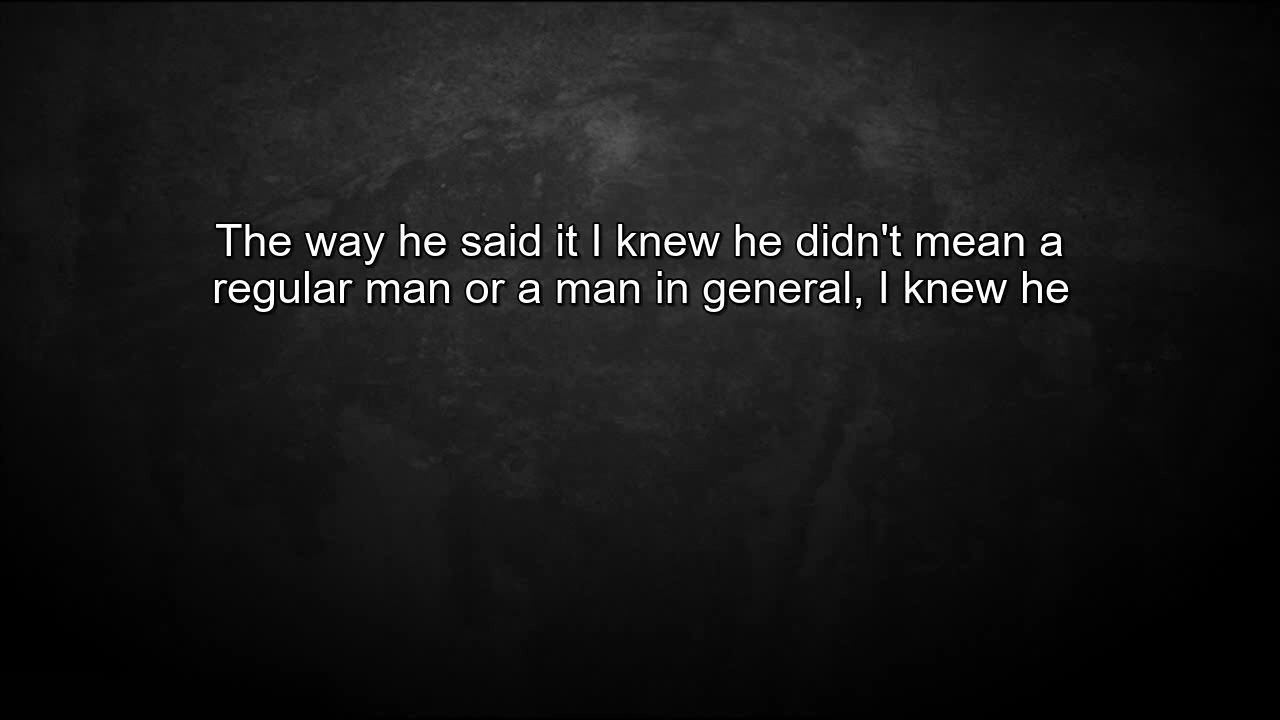 The way he said it I knew he didn't mean a
regular man or a man in general, I knew he